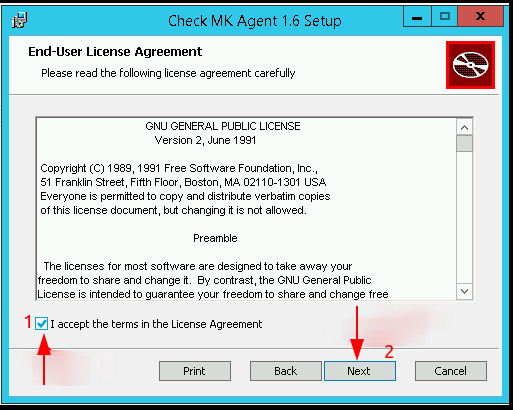 Check MK Agent 1.6 Setup
End-User License Agreement
Please read the following license agreement carefully
GNU GENERAL PUBLIC LICENSE
Version 2, June 1991
Copyright (C) 1989, 1991 Free Software Foundation, Inc.,
51 Franklin Street, Fifth Floor, Boston, MA 02110-1301 USA
Everyone is permitted to copy and distribute verbatim copies
of this license document, but changing it is not allowed.
Preamble
The licenses for most software are designed to take away your
freedom to share and change it. By contrast, the GNU General Public
License is intended to guarantee your freedom to share and change free
1 I accept the terms in the License Agreement
2
Print Back Next Cancel